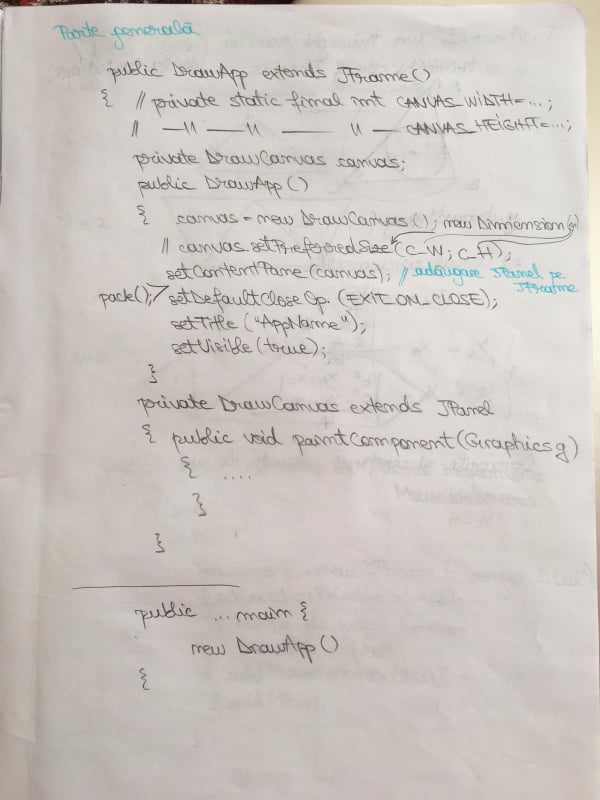 Parte generală
public DrawApp extends JFrame()
{ // private static final int CANVAS_WIDTH=...;
// —||— —||— —— || — CANVAS_HEIGHT=...;
private DrawCanvas canvas;
public DrawApp()
{ canvas = new DrawCanvas(); new Dimmension
// canvas.setPreferredSize(C_W; C_H);
setContentPane (canvas); // adăugare JPanel pe JFrame
pack(); setDefaultCloseOp. (EXIT_ON_CLOSE);
setTitle ("AppName");
setVisible (true);
}
private DrawCanvas extends JPanel
{ public void paintComponent(Graphics g)
{ ....
}
}
public ... main {
new DrawApp()
{